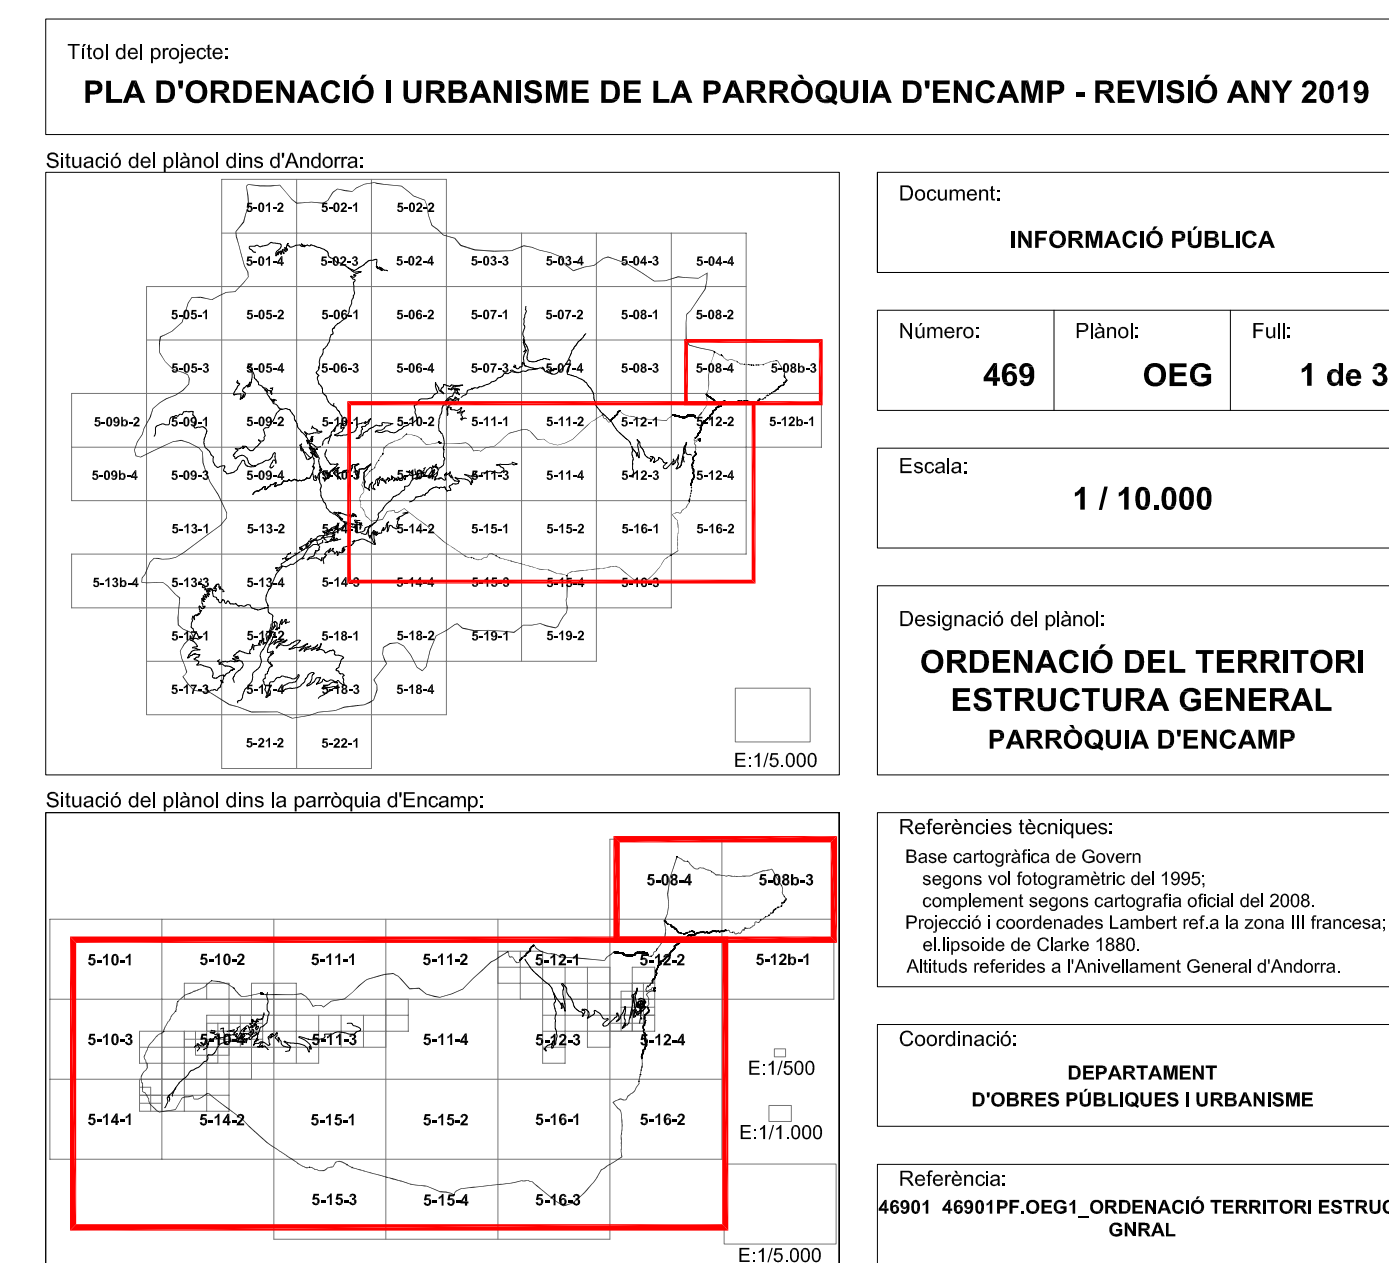 Títol del projecte:
PLA D'ORDENACIÓ I URBANISME DE LA PARRÒQUIA D'ENCAMP - REVISIÓ ANY 2019
Situació del plànol dins d'Andorra:
5-01-2 5-02-1 5-02-2
5-01-4 5-02-3 5-02-4 5-03-3 5-03-4 5-04-3 5-04-4
5-05-1 5-05-2 5-06-1 5-06-2 5-07-1 5-07-2 5-08-1 5-08-2
5-05-3 5-05-4 5-06-3 5-06-4 5-07-3 5-07-4 5-08-3 5-08-4 5-08b-3
5-09b-2 5-09-1 5-09-2 5-10-1 5-10-2 5-11-1 5-11-2 5-12-1 5-12-2 5-12b-1
5-09b-4 5-09-3 5-09-4 5-10-3 5-10-4 5-11-3 5-11-4 5-12-3 5-12-4
5-13-1 5-13-2 5-14-1 5-14-2 5-15-1 5-15-2 5-16-1 5-16-2
5-13b-4 5-13-3 5-13-4 5-14-3 5-14-4 5-15-3 5-15-4 5-16-3
5-17-1 5-17-2 5-18-1 5-18-2 5-19-1 5-19-2
5-17-3 5-17-4 5-18-3 5-18-4
5-21-2 5-22-1
E:1/5.000
Situació del plànol dins la parròquia d'Encamp:
5-08-4 5-08b-3
5-10-1 5-10-2 5-11-1 5-11-2 5-12-1 5-12-2 5-12b-1
5-10-3 5-10-4 5-11-3 5-11-4 5-12-3 5-12-4
E:1/500
5-14-1 5-14-2 5-15-1 5-15-2 5-16-1 5-16-2
E:1/1.000
5-15-3 5-15-4 5-16-3
E:1/5.000
Document:
INFORMACIÓ PÚBLICA
Número: Plànol: Full:
469 OEG 1 de 3
Escala:
1 / 10.000
Designació del plànol:
ORDENACIÓ DEL TERRITORI
ESTRUCTURA GENERAL
PARRÒQUIA D'ENCAMP
Referències tècniques:
Base cartogràfica de Govern
segons vol fotogramètric del 1995;
complement segons cartografia oficial del 2008.
Projecció i coordenades Lambert ref.a la zona III francesa;
el.lipsoide de Clarke 1880.
Altituds referides a l'Anivellament General d'Andorra.
Coordinació:
DEPARTAMENT
D'OBRES PÚBLIQUES I URBANISME
Referència:
46901 46901PF.OEG1_ORDENACIÓ TERRITORI ESTRUC
GNRAL